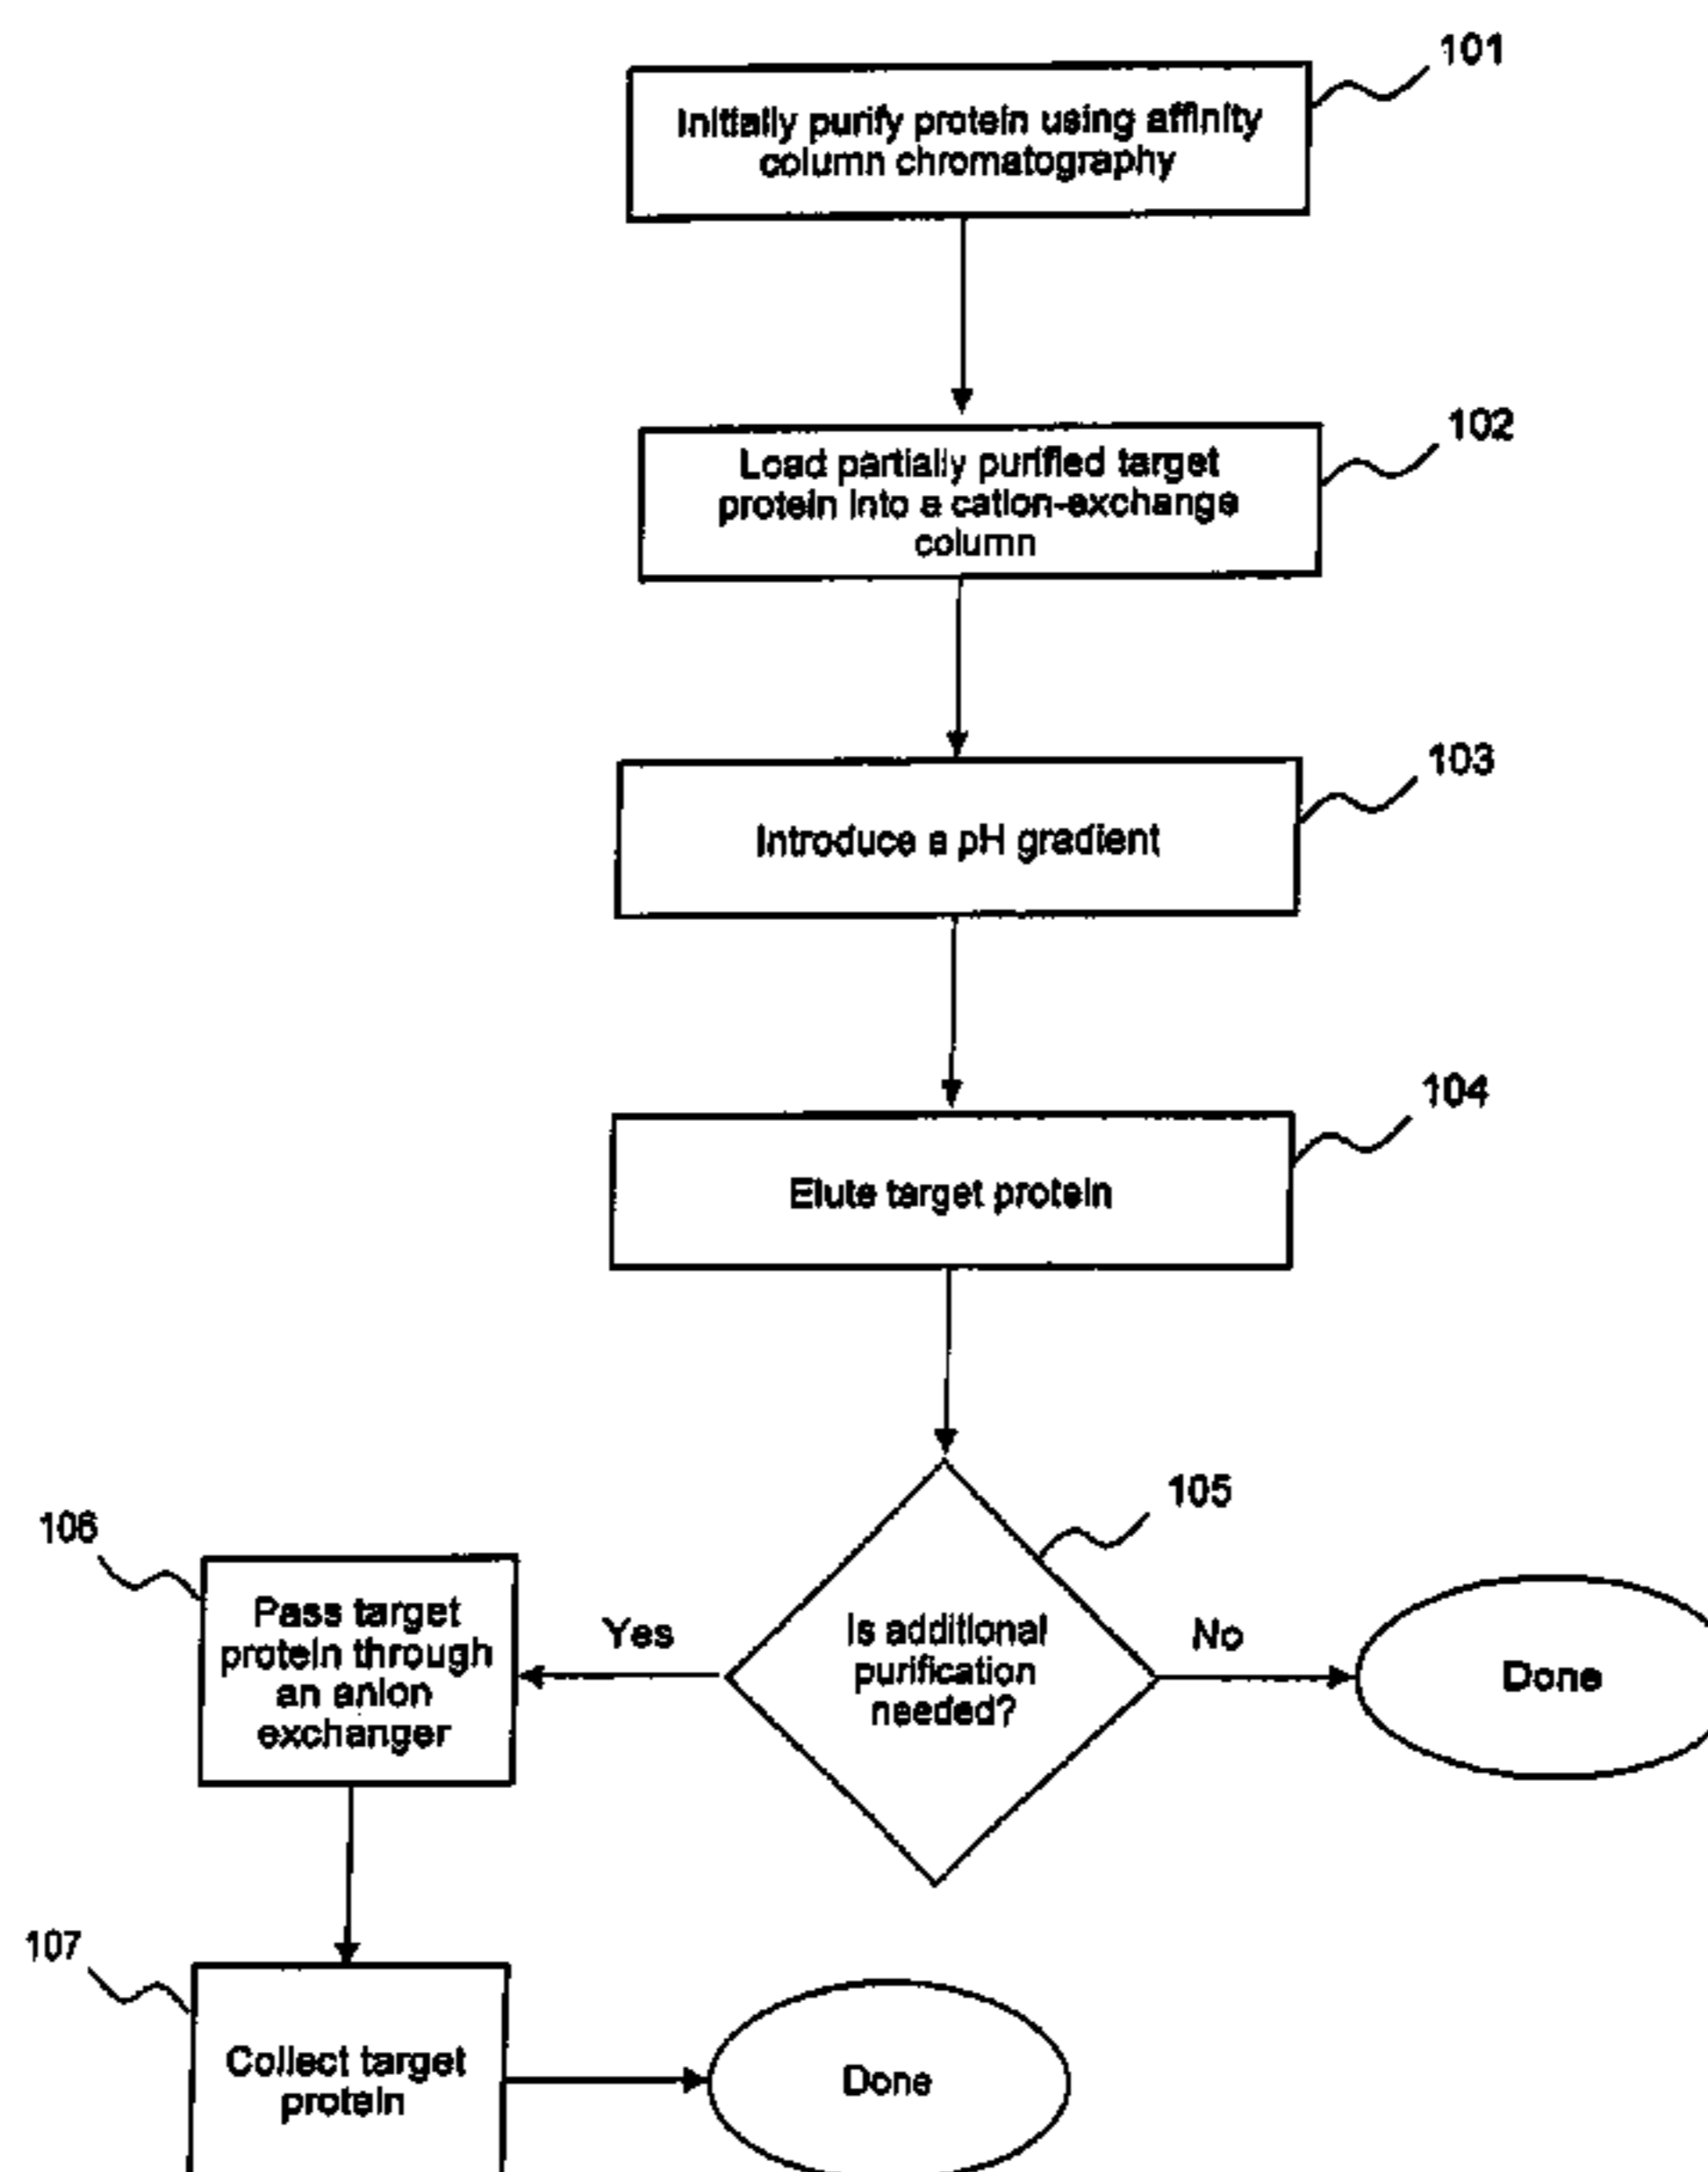 101
Initially purify protein using affinity
column chromatography
102
Load partially purified target
protein into a cation-exchange
column
103
Introduce a pH gradient
104
Elute target protein
105
106
Pass target
protein through
an anion
exchanger
Yes
Is additional
purification
needed?
No
Done
107
Collect target
protein
Done